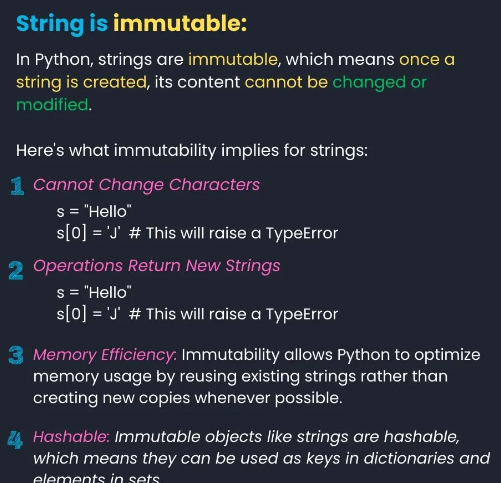 String is immutable:
In Python, strings are immutable, which means once a
string is created, its content cannot be changed or
modified.
Here's what immutability implies for strings:
1 Cannot Change Characters
s = "Hello"
s[0] = 'J' # This will raise a TypeError
2 Operations Return New Strings
s = "Hello"
s[0] = 'J' # This will raise a TypeError
3 Memory Efficiency: Immutability allows Python to optimize
memory usage by reusing existing strings rather than
creating new copies whenever possible.
4 Hashable: Immutable objects like strings are hashable,
which means they can be used as keys in dictionaries and
elements in sets